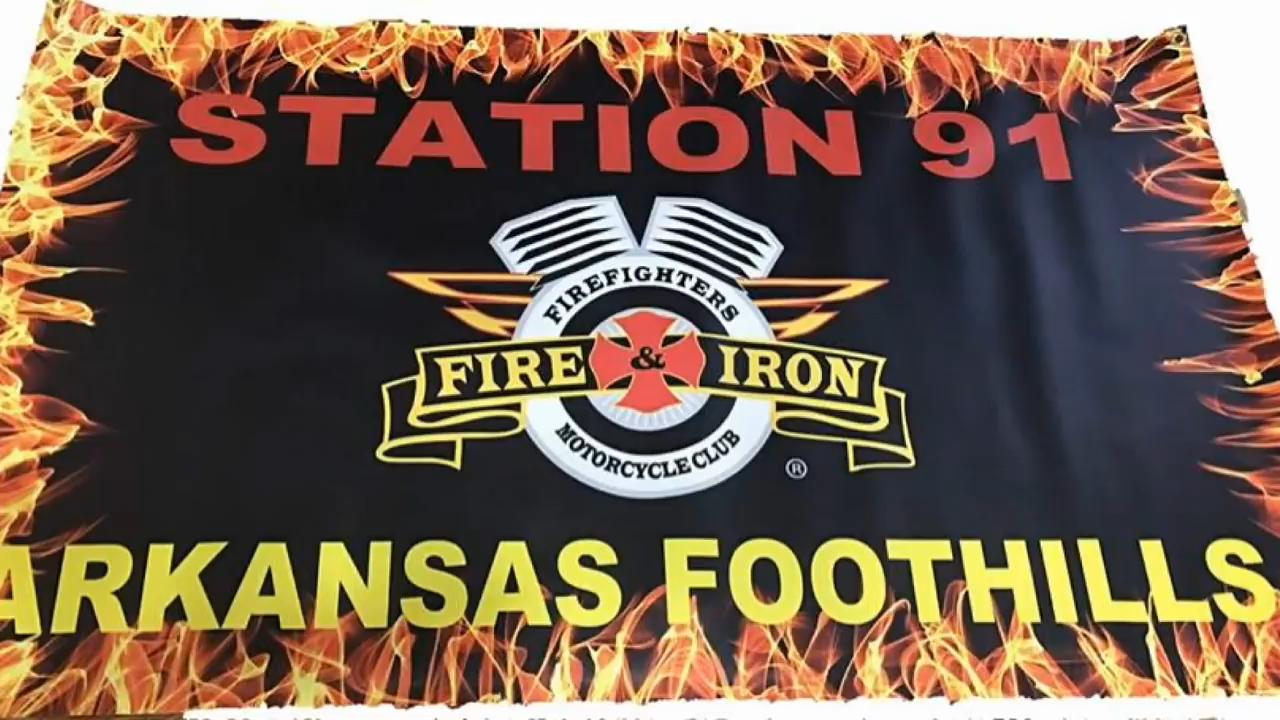 STATION 91
FIREFIGHTERS
FIRE & IRON
MOTORCYCLE CLUB
®
ARKANSAS FOOTHILLS